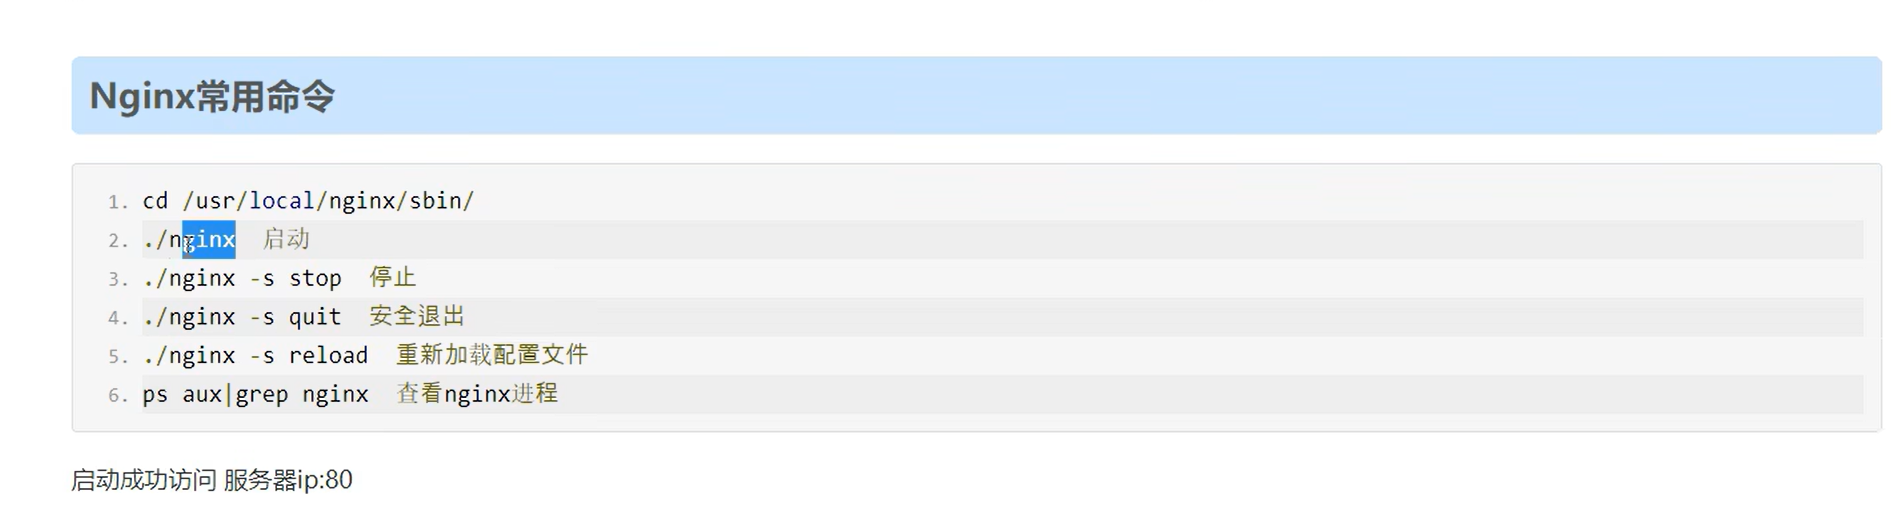 Nginx常用命令
1. cd /usr/local/nginx/sbin/
2. ./nginx  启动
3. ./nginx -s stop  停止
4. ./nginx -s quit  安全退出
5. ./nginx -s reload  重新加载配置文件
6. ps aux|grep nginx  查看nginx进程
启动成功访问 服务器ip:80